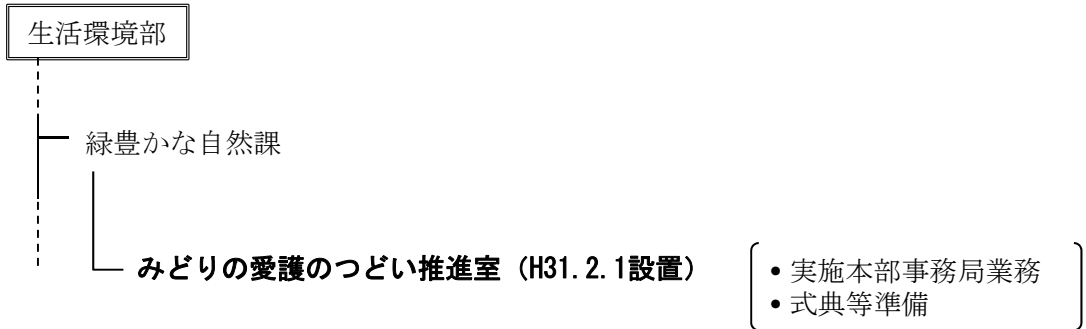 生活環境部
緑豊かな自然課
みどりの愛護のつどい推進室（H31.2.1設置）
• 実施本部事務局業務
• 式典等準備